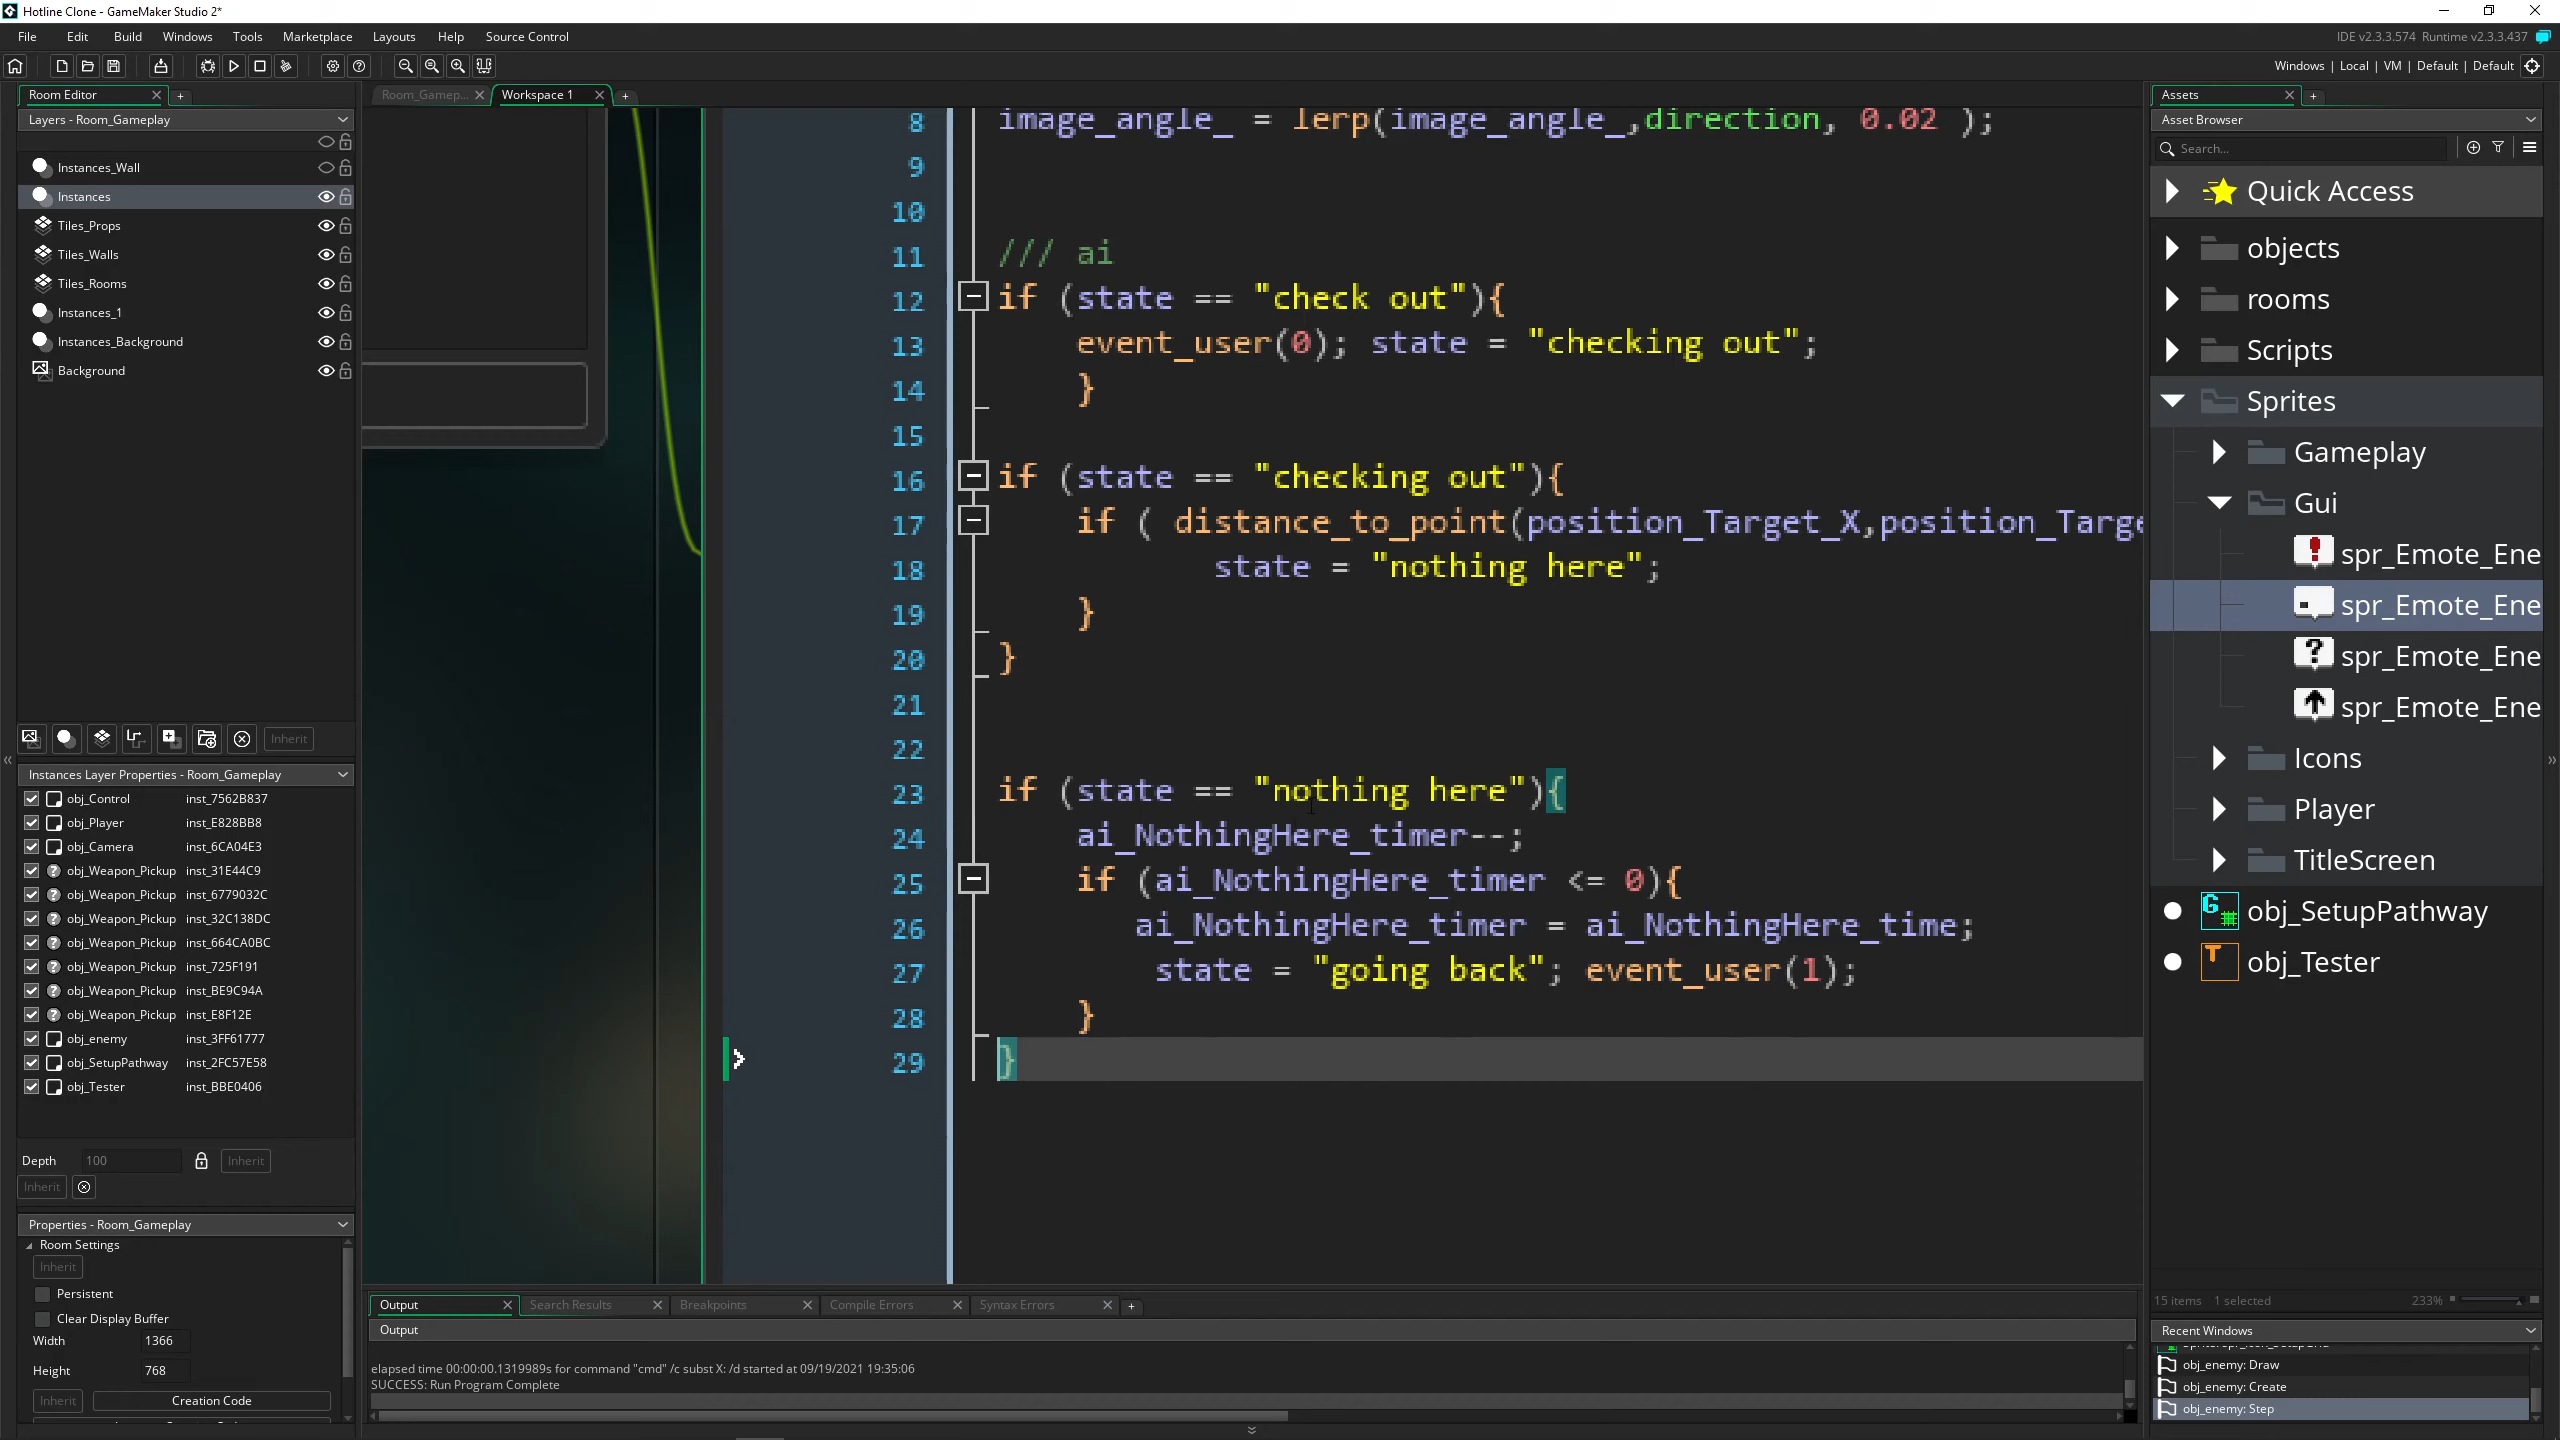 Hotline Clone - GameMaker Studio 2*
File Edit Build Windows Tools Marketplace Layouts Help Source Control
IDE v2.3.3.574 Runtime v2.3.3.437
Windows | Local | VM | Default | Default
Room Editor
Layers - Room_Gameplay
Instances_Wall
Instances
Tiles_Props
Tiles_Walls
Tiles_Rooms
Instances_1
Instances_Background
Background
Inherit
Instances Layer Properties - Room_Gameplay
obj_Control inst_7562B837
obj_Player inst_E828BB8
obj_Camera inst_6CA04E3
obj_Weapon_Pickup inst_31E44C9
obj_Weapon_Pickup inst_6779032C
obj_Weapon_Pickup inst_32C138DC
obj_Weapon_Pickup inst_664CA0BC
obj_Weapon_Pickup inst_725F191
obj_Weapon_Pickup inst_BE9C94A
obj_Weapon_Pickup inst_E8F12E
obj_enemy inst_3FF61777
obj_SetupPathway inst_2FC57E58
obj_Tester inst_BBE0406
Depth 100 Inherit
Inherit
Properties - Room_Gameplay
Room Settings
Inherit
Persistent
Clear Display Buffer
Width 1366
Height 768
Inherit Creation Code
Room_Gamep... Workspace 1
8 image_angle_ = lerp(image_angle_,direction, 0.02 );
9
10
11 /// ai
12 if (state == "check out"){
13 event_user(0); state = "checking out";
14 }
15
16 if (state == "checking out"){
17 if ( distance_to_point(position_Target_X,position_Targe
18 state = "nothing here";
19 }
20 }
21
22
23 if (state == "nothing here"){
24 ai_NothingHere_timer--;
25 if (ai_NothingHere_timer <= 0){
26 ai_NothingHere_timer = ai_NothingHere_time;
27 state = "going back"; event_user(1);
28 }
29 }
Output Search Results Breakpoints Compile Errors Syntax Errors
Output
elapsed time 00:00:00.1319989s for command "cmd" /c subst X: /d started at 09/19/2021 19:35:06
SUCCESS: Run Program Complete
Assets
Asset Browser
Search...
Quick Access
objects
rooms
Scripts
Sprites
Gameplay
Gui
spr_Emote_Ene
spr_Emote_Ene
spr_Emote_Ene
spr_Emote_Ene
Icons
Player
TitleScreen
obj_SetupPathway
obj_Tester
15 items 1 selected 233%
Recent Windows
obj_enemy: Draw
obj_enemy: Create
obj_enemy: Step